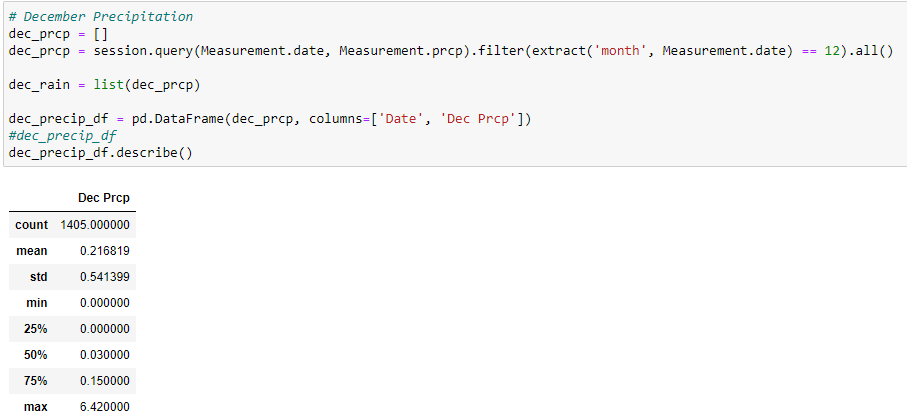 # December Precipitation
dec_prcp = []
dec_prcp = session.query(Measurement.date, Measurement.prcp).filter(extract('month', Measurement.date) == 12).all()
dec_rain = list(dec_prcp)
dec_precip_df = pd.DataFrame(dec_prcp, columns=['Date', 'Dec Prcp'])
#dec_precip_df
dec_precip_df.describe()
Dec Prcp
count 1405.000000
mean 0.216819
std 0.541399
min 0.000000
25% 0.000000
50% 0.030000
75% 0.150000
max 6.420000